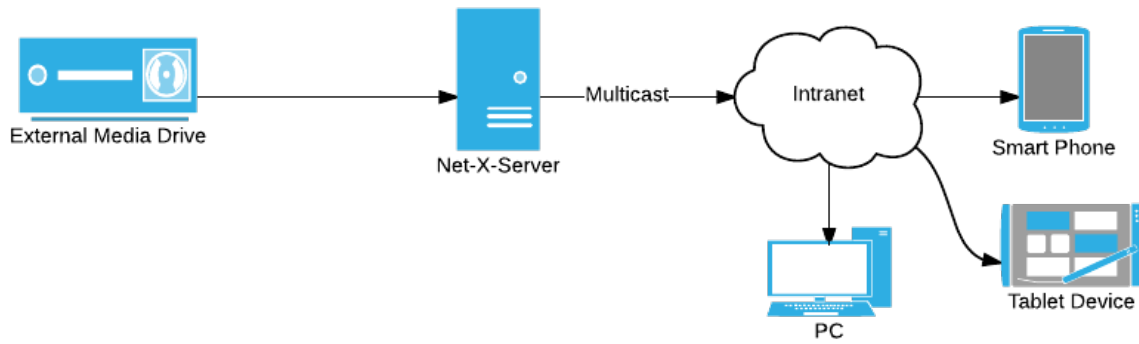 External Media Drive
Net-X-Server
Multicast
Intranet
Smart Phone
Tablet Device
PC